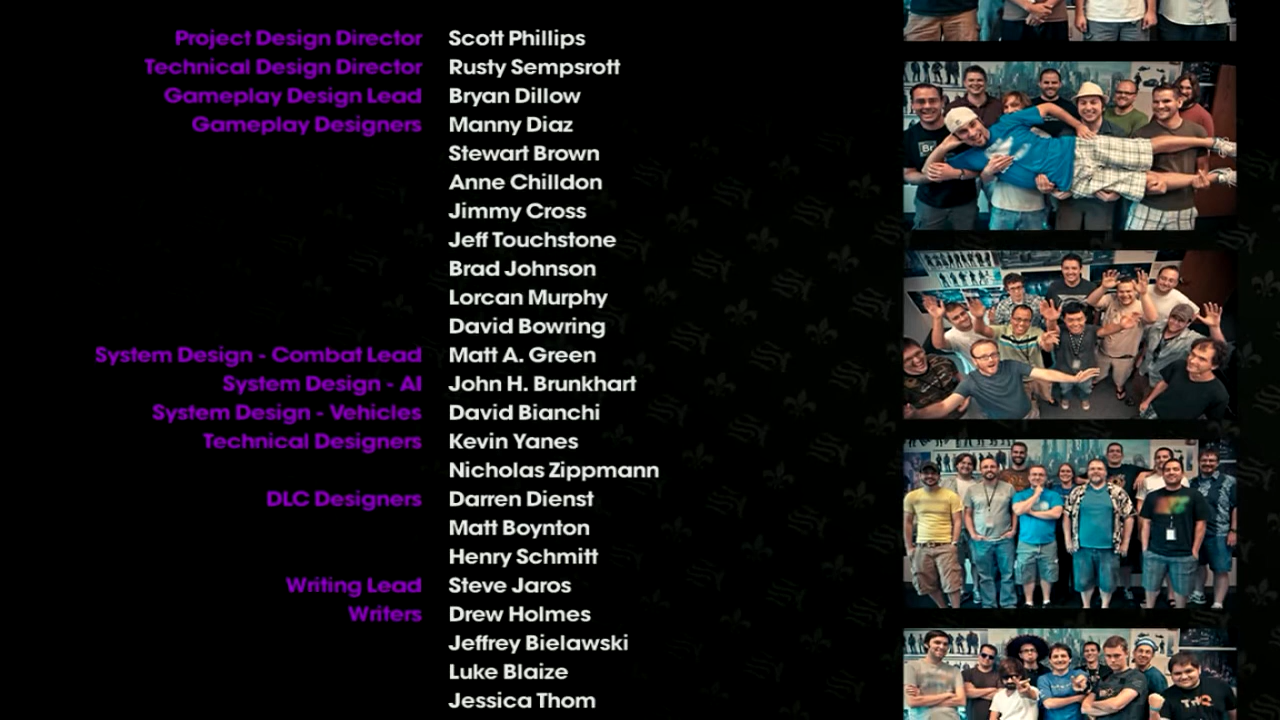 Project Design Director Scott Phillips
Technical Design Director Rusty Sempsrott
Gameplay Design Lead Bryan Dillow
Gameplay Designers Manny Diaz
Stewart Brown
Anne Chilldon
Jimmy Cross
Jeff Touchstone
Brad Johnson
Lorcan Murphy
David Bowring
System Design - Combat Lead Matt A. Green
System Design - AI John H. Brunkhart
System Design - Vehicles David Bianchi
Technical Designers Kevin Yanes
Nicholas Zippmann
DLC Designers Darren Dienst
Matt Boynton
Henry Schmitt
Writing Lead Steve Jaros
Writers Drew Holmes
Jeffrey Bielawski
Luke Blaize
Jessica Thom
Br
THQ